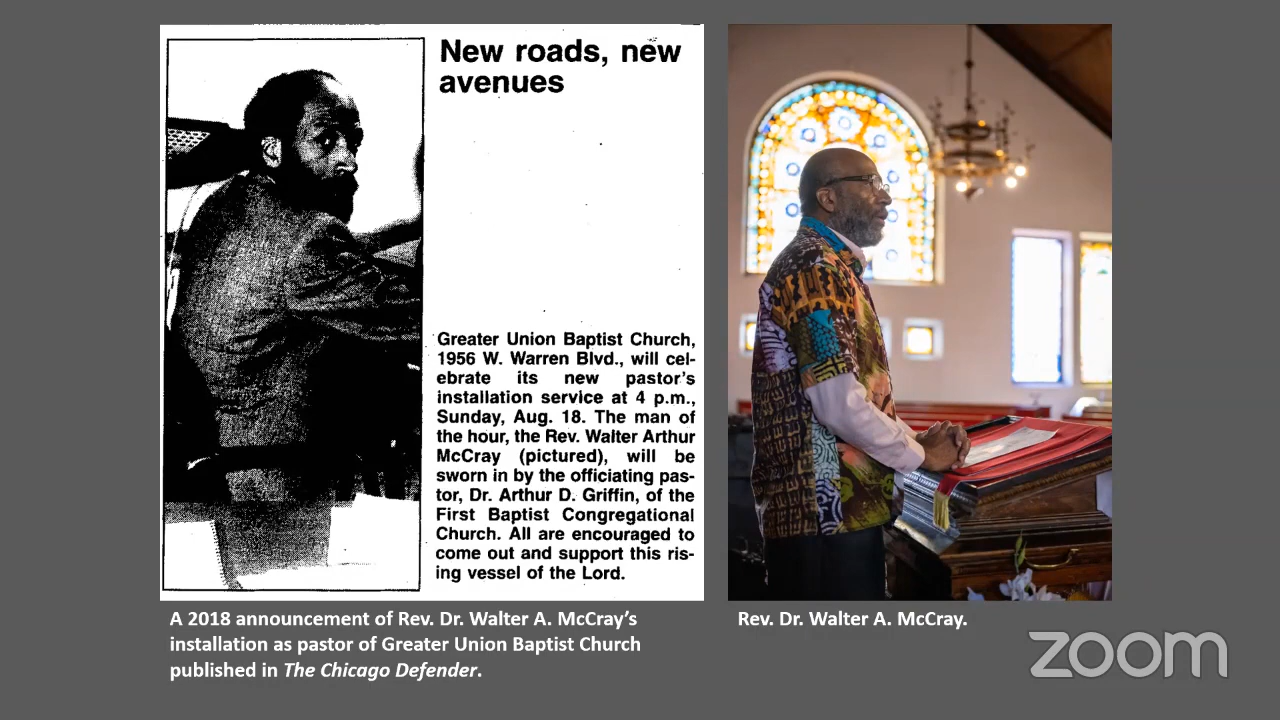 New roads, new
avenues
Greater Union Baptist Church,
1956 W. Warren Blvd., will cel-
ebrate its new pastor's
installation service at 4 p.m.,
Sunday, Aug. 18. The man of
the hour, the Rev. Walter Arthur
McCray (pictured), will be
sworn in by the officiating pas-
tor, Dr. Arthur D. Griffin, of the
First Baptist Congregational
Church. All are encouraged to
come out and support this ris-
ing vessel of the Lord.
A 2018 announcement of Rev. Dr. Walter A. McCray's
installation as pastor of Greater Union Baptist Church
published in The Chicago Defender.
Rev. Dr. Walter A. McCray.
zoom